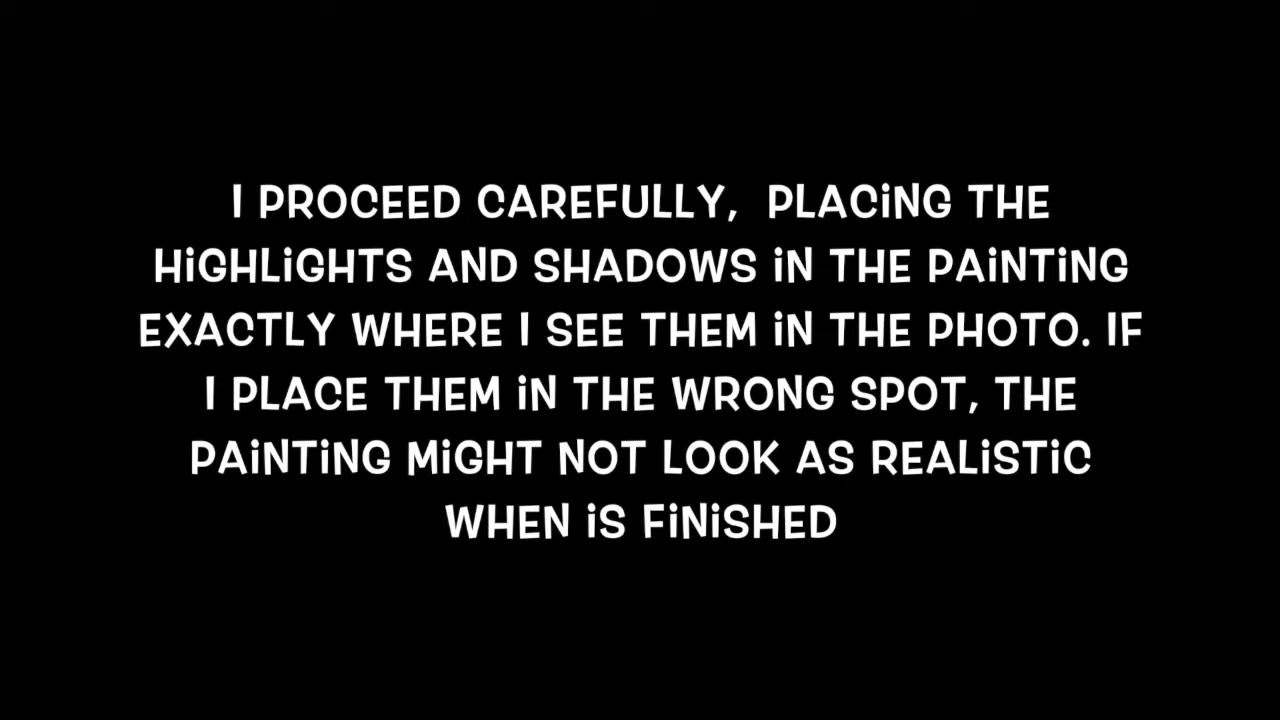 I PROCEED CAREFULLY,  PLACiNG THE
HiGHLiGHTS AND SHADOWS iN THE PAiNTiNG
EXACTLY WHERE I SEE THEM iN THE PHOTO. IF
I PLACE THEM iN THE WRONG SPOT, THE
PAiNTiNG MiGHT NOT LOOK AS REALiSTiC
WHEN iS FiNiSHED